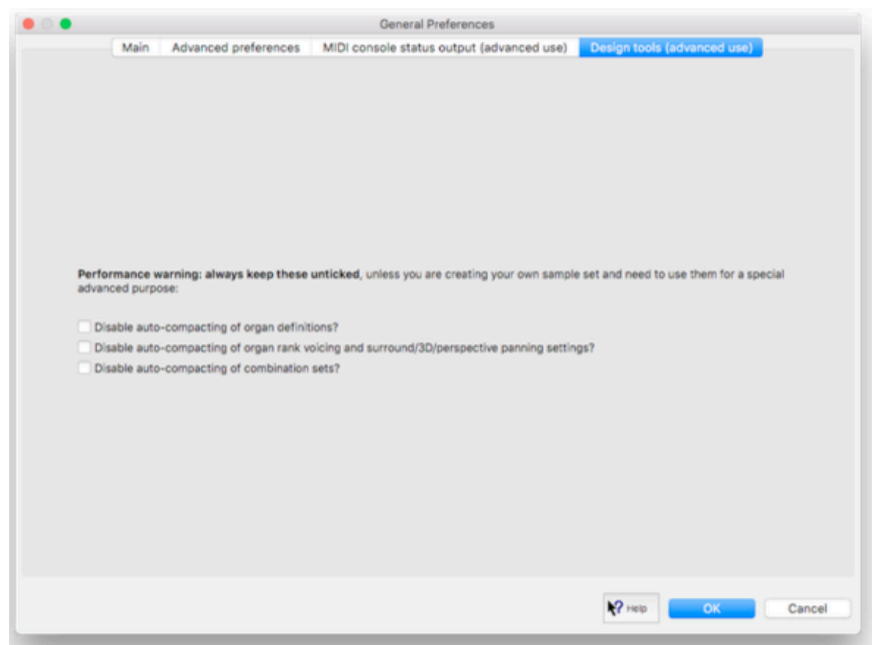 General Preferences
Main Advanced preferences MIDI console status output (advanced use) Design tools (advanced use)
Performance warning: always keep these unticked, unless you are creating your own sample set and need to use them for a special
advanced purpose:
Disable auto-compacting of organ definitions?
Disable auto-compacting of organ rank voicing and surround/3D/perspective panning settings?
Disable auto-compacting of combination sets?
? Help OK Cancel